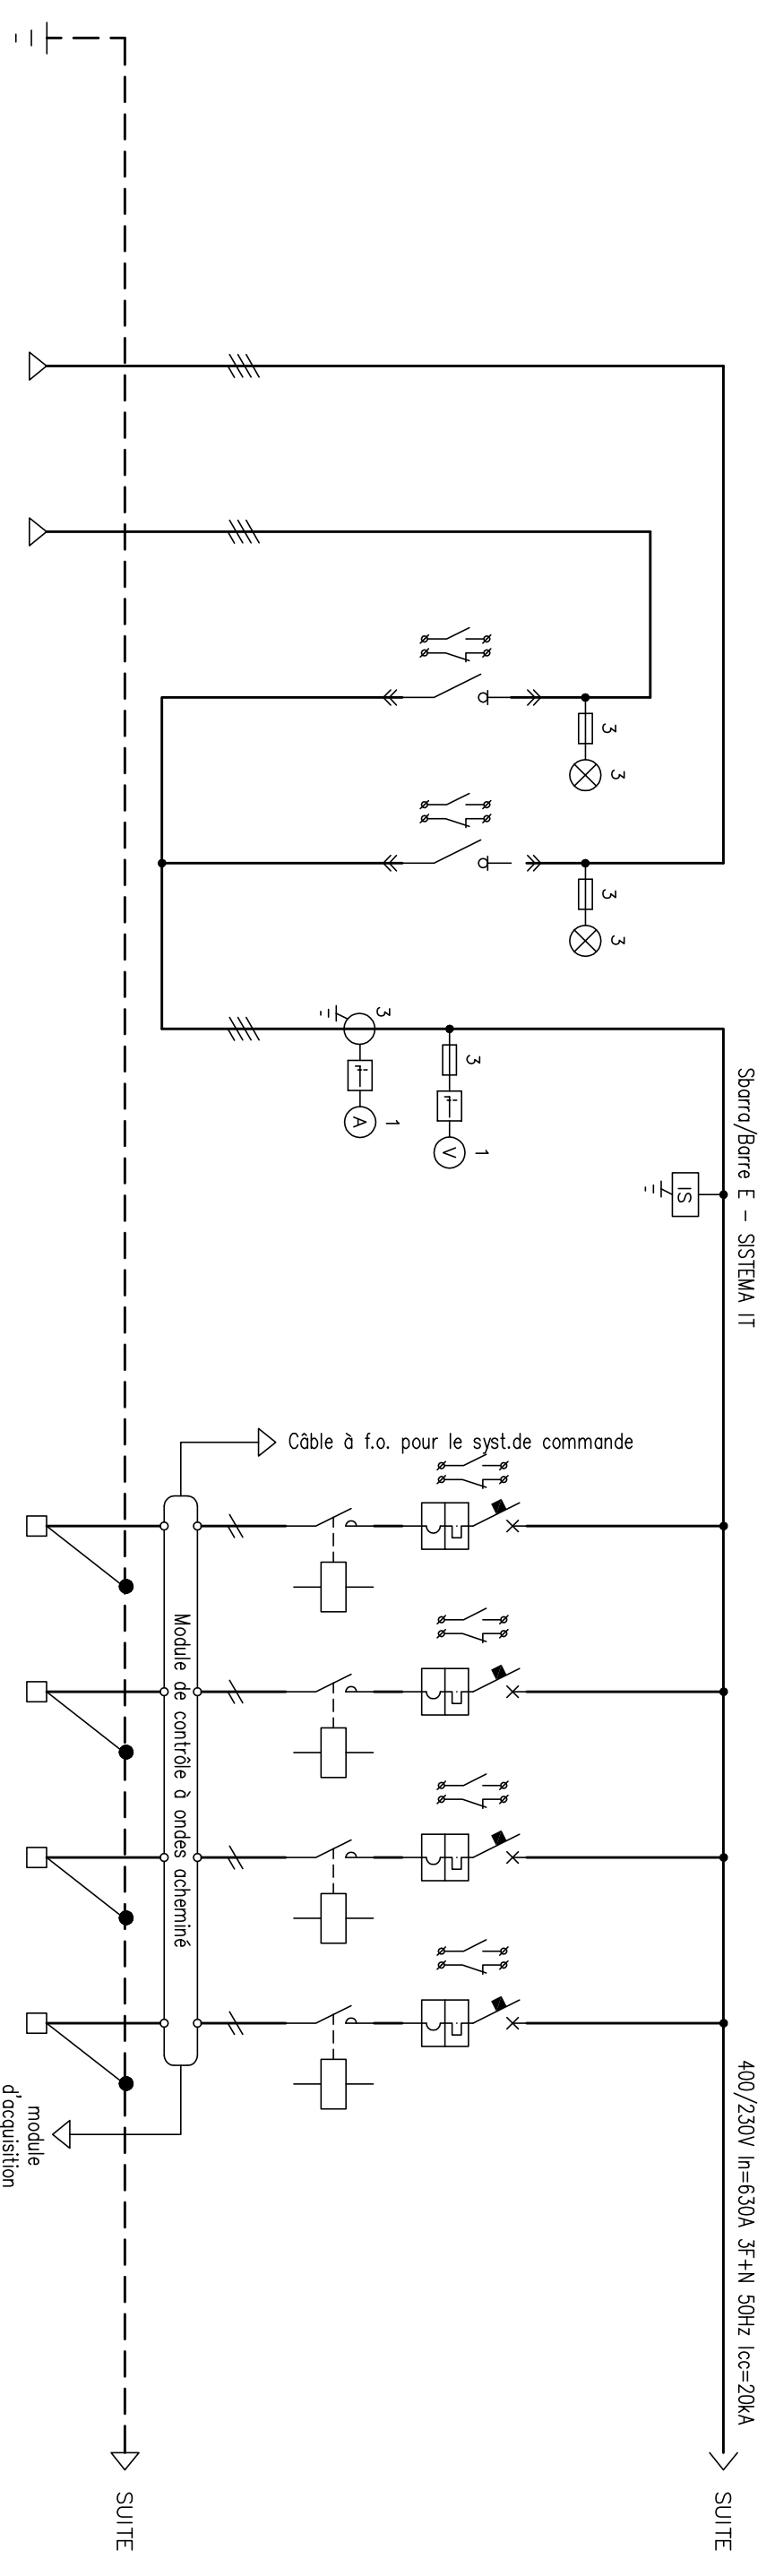 Sbarra/Barre E - SISTEMA IT
400/230V In=630A 3F+N 50Hz Icc=20kA
SUITE
3
3
3
3
IS
3
1
V
3
1
A
Câble à f.o. pour le syst.de commande
Module de contrôle à ondes acheminé
module
d'acquisition
SUITE